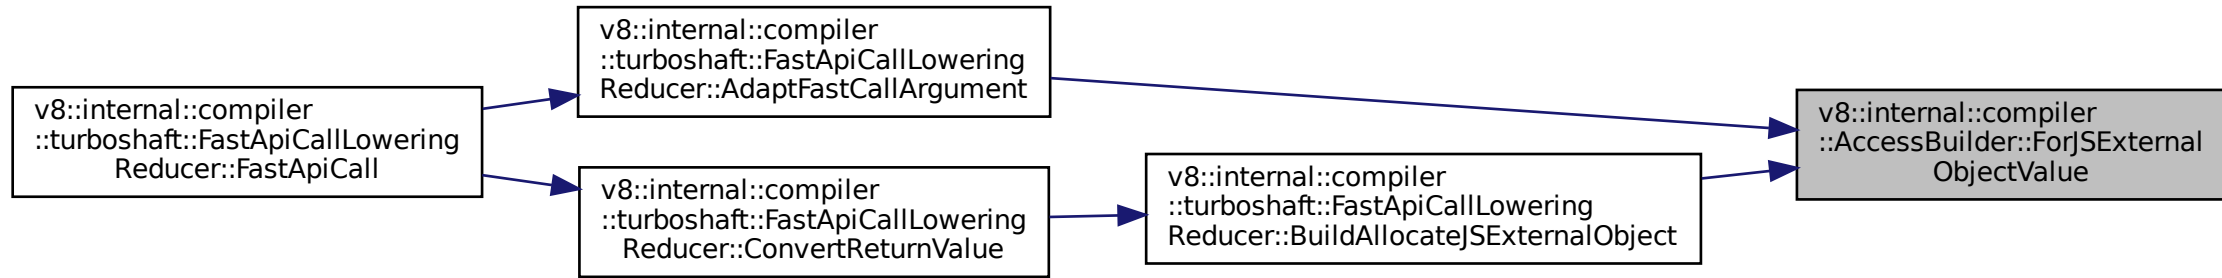 v8::internal::compiler
::turboshaft::FastApiCallLowering
Reducer::FastApiCall
v8::internal::compiler
::turboshaft::FastApiCallLowering
Reducer::AdaptFastCallArgument
v8::internal::compiler
::turboshaft::FastApiCallLowering
Reducer::ConvertReturnValue
v8::internal::compiler
::turboshaft::FastApiCallLowering
Reducer::BuildAllocateJSExternalObject
v8::internal::compiler
::AccessBuilder::ForJSExternal
ObjectValue